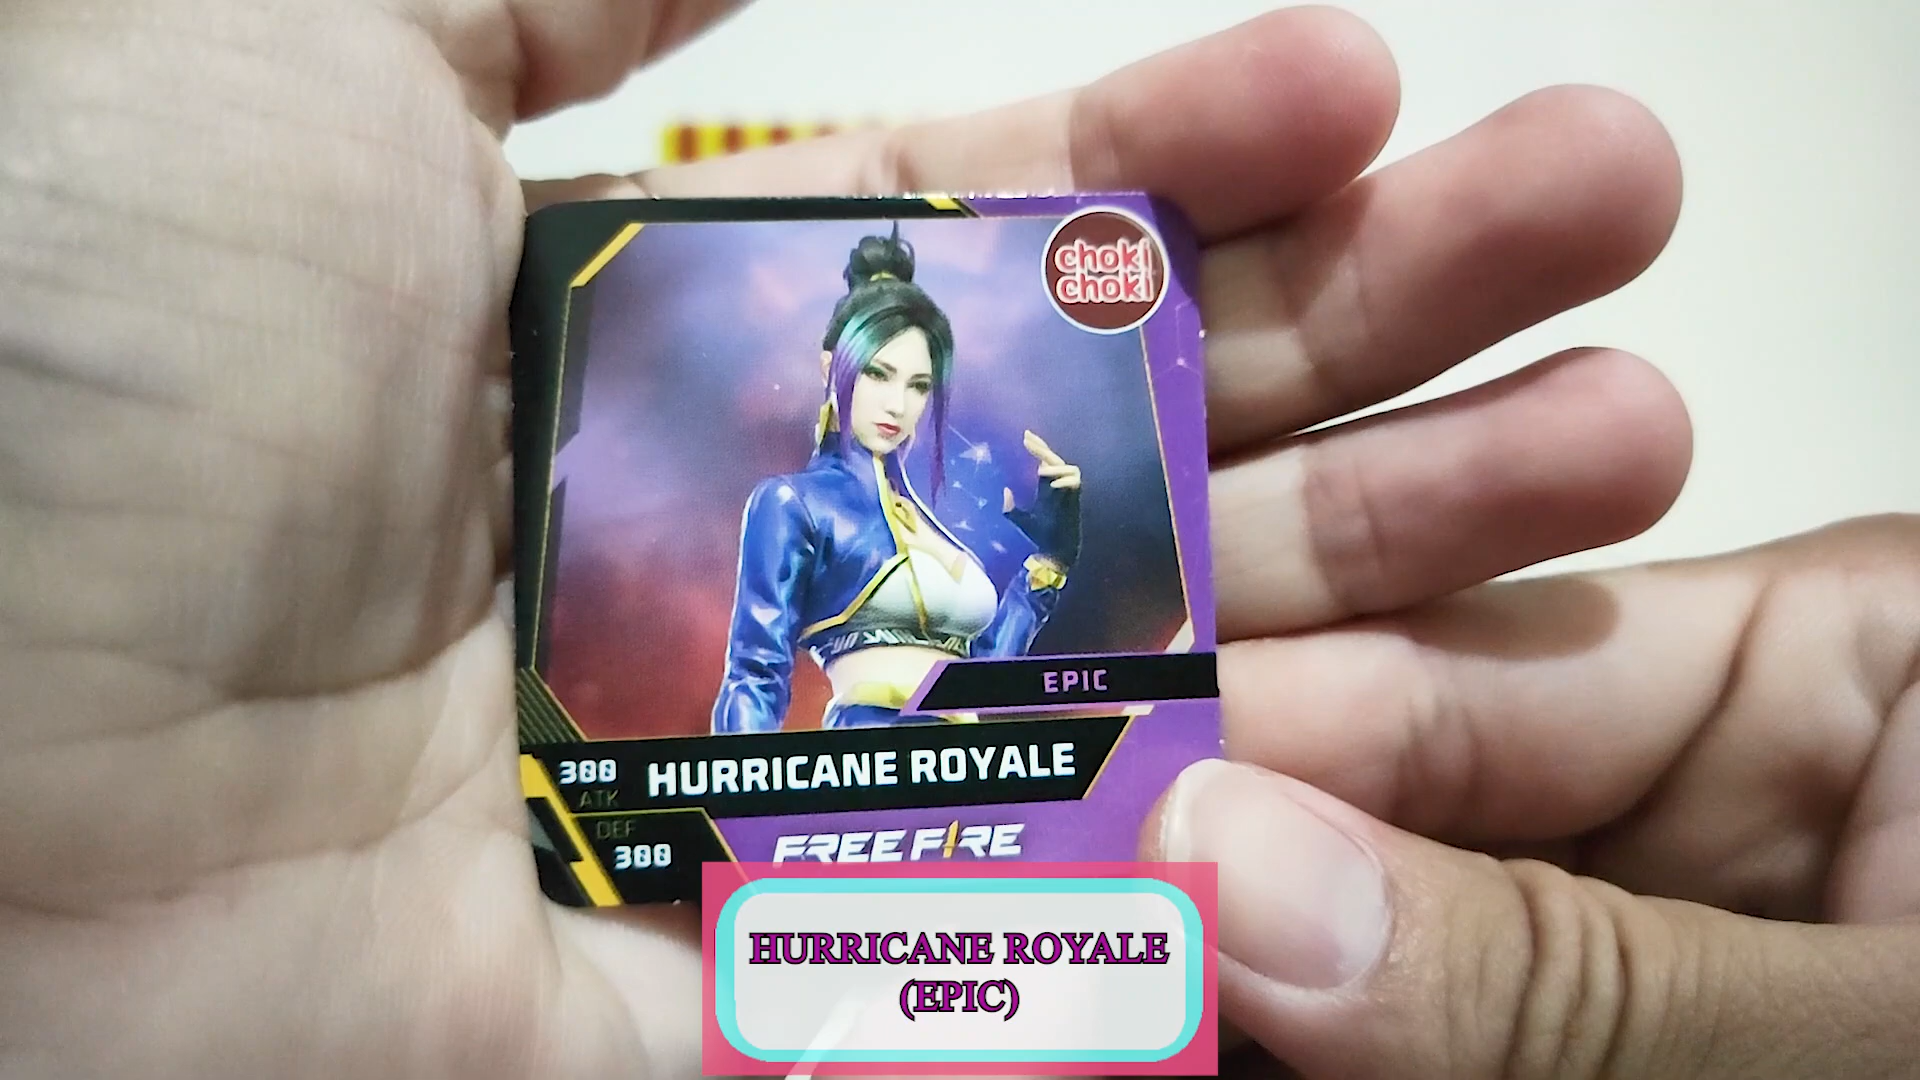 choki
choki
EPIC
300
ATK
HURRICANE ROYALE
DEF
300
FREE FIRE
HURRICANE ROYALE
(EPIC)